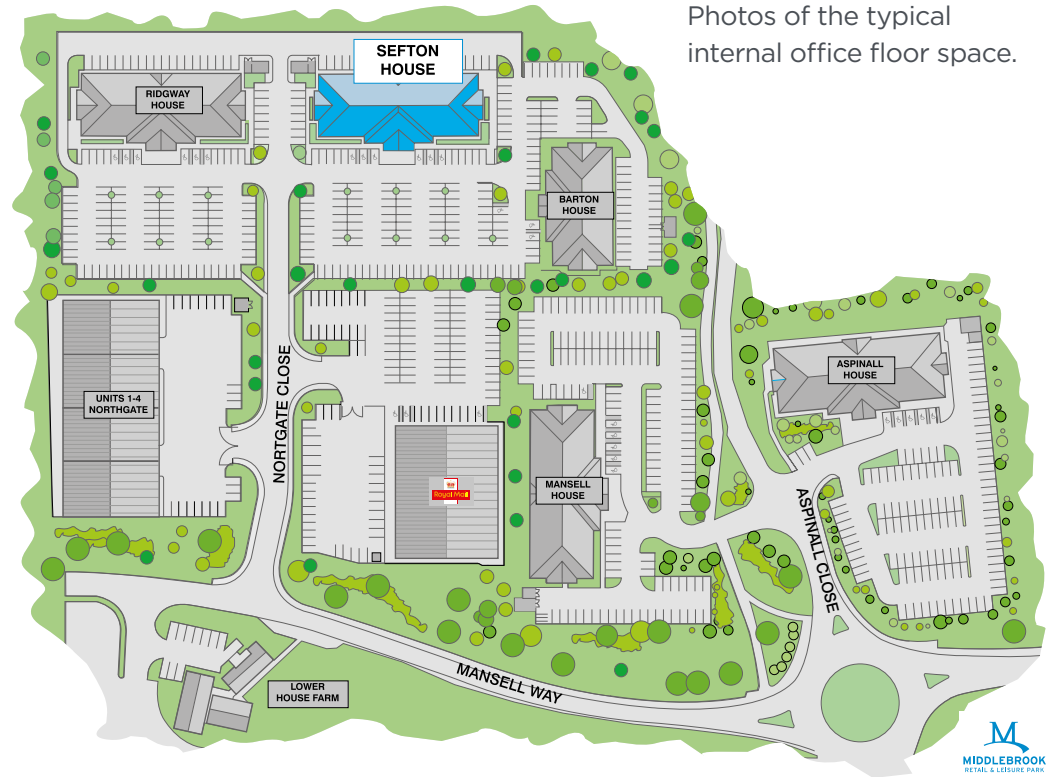 Photos of the typical
internal office floor space.
SEFTON
HOUSE
RIDGWAY
HOUSE
BARTON
HOUSE
ASPINALL
HOUSE
UNITS 1-4
NORTHGATE
NORTGATE CLOSE
Royal Mail
MANSELL
HOUSE
ASPINALL CLOSE
MANSELL WAY
LOWER
HOUSE FARM
M
MIDDLEBROOK
RETAIL & LEISURE PARK